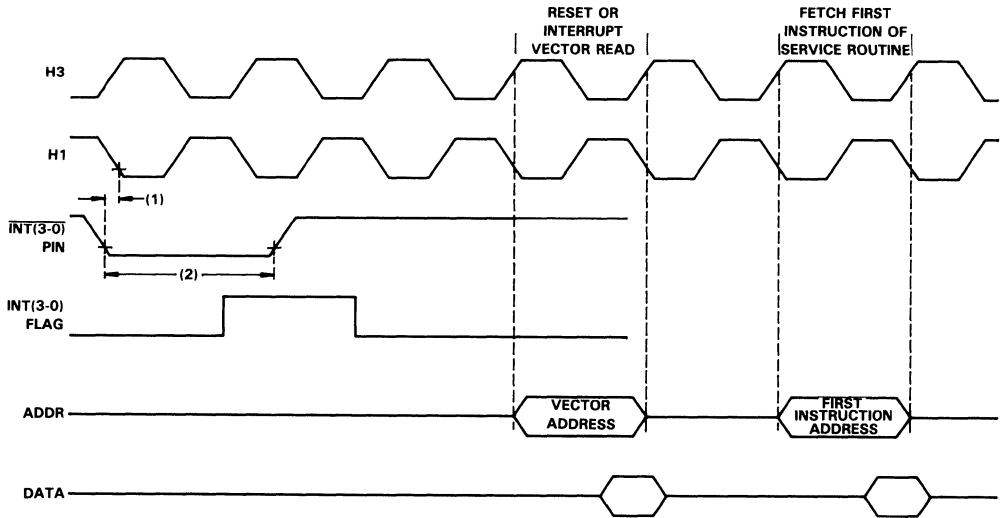 RESET OR
INTERRUPT
VECTOR READ
FETCH FIRST
INSTRUCTION OF
SERVICE ROUTINE
H3
H1
(1)
INT(3-0)
PIN
(2)
INT(3-0)
FLAG
ADDR
VECTOR
ADDRESS
FIRST
INSTRUCTION
ADDRESS
DATA